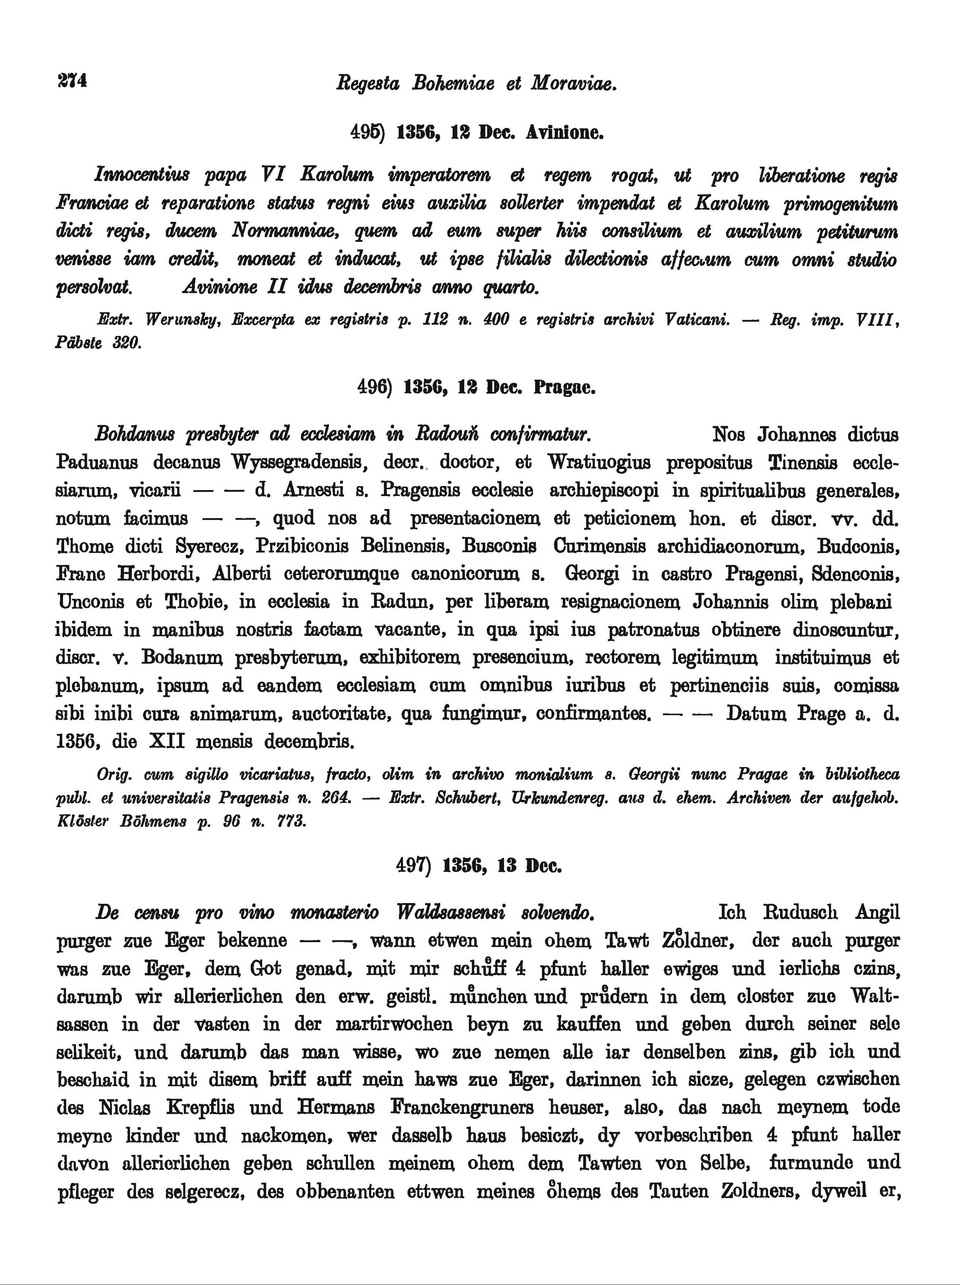 274
Regesta Bohemiae et Moraviae.
495) 1356, 12 Dec. Avinione.
Innocentius papa VI Karolum imperatorem et regem rogat, ut pro liberatione regis
Franciae et reparatione status regni eius auxilia sollerter impendat et Karolum primogenitum
dicti regis, ducem Normanniae, quem ad eum super hiis consilium et auxilium petiturum
venisse iam credit, moneat et inducat, ut ipse filialis dilectionis affectum cum omni studio
persolvat. Avinione II idus decembris anno quarto.
Extr. Werunsky, Excerpta ex registris p. 112 n. 400 e registris archivi Vaticani. — Reg. imp. VIII,
Päbste 320.
496) 1356, 12 Dec. Pragae.
Bohdanus presbyter ad ecclesiam in Radouň confirmatur. Nos Johannes dictus
Paduanus decanus Wyssegradensis, decr. doctor, et Wratiuogius prepositus Tinensis eccle-
siarum, vicarii — — d. Arnesti s. Pragensis ecclesie archiepiscopi in spiritualibus generales,
notum facimus — —, quod nos ad presentacionem et peticionem hon. et discr. vv. dd.
Thome dicti Syerecz, Przibiconis Belinensis, Busconis Curimensis archidiaconorum, Budconis,
Franc Herbordi, Alberti ceterorumque canonicorum s. Georgi in castro Pragensi, Sdenconis,
Unconis et Thobie, in ecclesia in Radun, per liberam resignacionem Johannis olim plebani
ibidem in manibus nostris factam vacante, in qua ipsi ius patronatus obtinere dinoscuntur,
discr. v. Bodanum presbyterum, exhibitorem presencium, rectorem legitimum instituimus et
plebanum, ipsum ad eandem ecclesiam cum omnibus iuribus et pertinenciis suis, comissa
sibi inibi cura animarum, auctoritate, qua fungimur, confirmantes. — — Datum Prage a. d.
1356, die XII mensis decembris.
Orig. cum sigillo vicariatus, fracto, olim in archivo monialium s. Georgii nunc Pragae in bibliotheca
publ. et universitatis Pragensis n. 264. — Extr. Schubert, Urkundenreg. aus d. ehem. Archiven der aufgehob.
Klöster Böhmens p. 96 n. 773.
497) 1356, 13 Dec.
De censu pro vino monasterio Waldsassensi solvendo. Ich Rudusch Angil
purger zue Eger bekenne — —, wann etwen mein ohem Tawt Zo̊ldner, der auch purger
was zue Eger, dem Got genad, mit mir schůff 4 pfunt haller ewiges und ierlichs czins,
darumb wir allerierlichen den erw. geistl. můnchen und průdern in dem closter zue Walt-
sassen in der vasten in der martirwochen beyn zu kauffen und geben durch seiner sele
selikeit, und darumb das man wisse, wo zue nemen alle iar denselben zins, gib ich und
beschaid in mit disem briff auff mein haws zue Eger, darinnen ich sicze, gelegen czwischen
des Niclas Krepflis und Hermans Franckengruners heuser, also, das nach meynem tode
meyne kinder und nackomen, wer dasselb haus besiczt, dy vorbeschriben 4 pfunt haller
davon allerierlichen geben schullen meinem ohem dem Tawten von Selbe, furmunde und
pfleger des selgerecz, des obbenanten ettwen meines o̊hems des Tauten Zoldners, dyweil er,